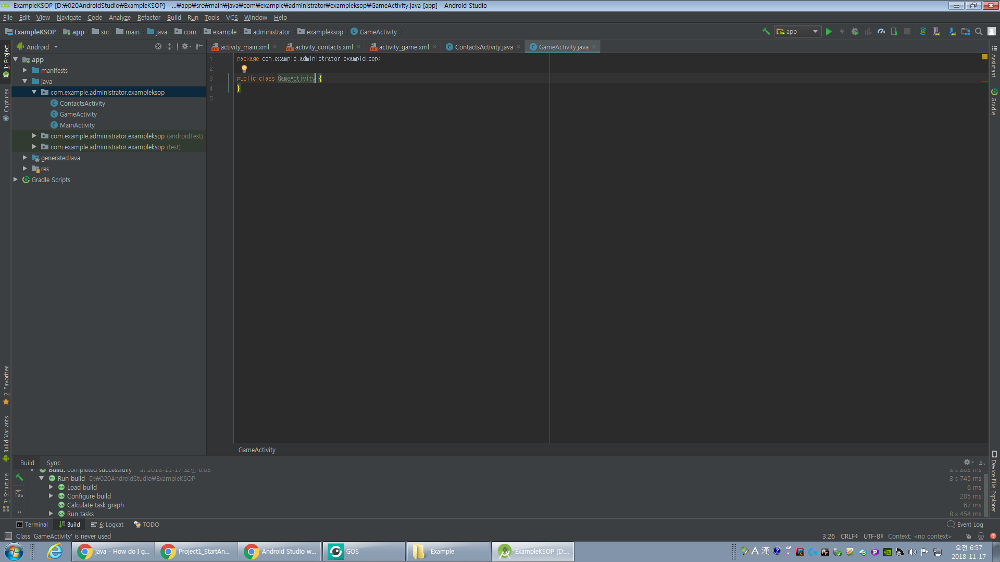 ExampleKSOP [D:₩020AndroidStudio₩ExampleKSOP] - ...₩app₩src₩main₩java₩com₩example₩administrator₩exampleksop₩GameActivity.java [app] - Android Studio
File Edit View Navigate Code Analyze Refactor Build Run Tools VCS Window Help
ExampleKSOP app src main java com example administrator exampleksop GameActivity
app
Android
activity_main.xml activity_contacts.xml activity_game.xml ContactsActivity.java GameActivity.java
1: Project
Captures
2: Favorites
Build Variants
7: Structure
app
manifests
java
com.example.administrator.exampleksop
ContactsActivity
GameActivity
MainActivity
com.example.administrator.exampleksop (androidTest)
com.example.administrator.exampleksop (test)
generatedJava
res
Gradle Scripts
1 package com.example.administrator.exampleksop;
2
3 public class GameActivity {
4 }
5
Assistant
Gradle
Device File Explorer
GameActivity
Build Sync
Build: completed successfully at 2018-11-17 오전 6:03 8 s 803 ms
Run build D:₩020AndroidStudio₩ExampleKSOP 8 s 745 ms
Load build 6 ms
Configure build 205 ms
Calculate task graph 67 ms
Run tasks 8 s 454 ms
Terminal Build 6: Logcat TODO Event Log
Class 'GameActivity' is never used 3:26 CRLF UTF-8 Context: <no context>
java - How do I g... Project1_StartAn... Android Studio w... GOS Example ExampleKSOP [D:... A 漢 오전 6:57
2018-11-17